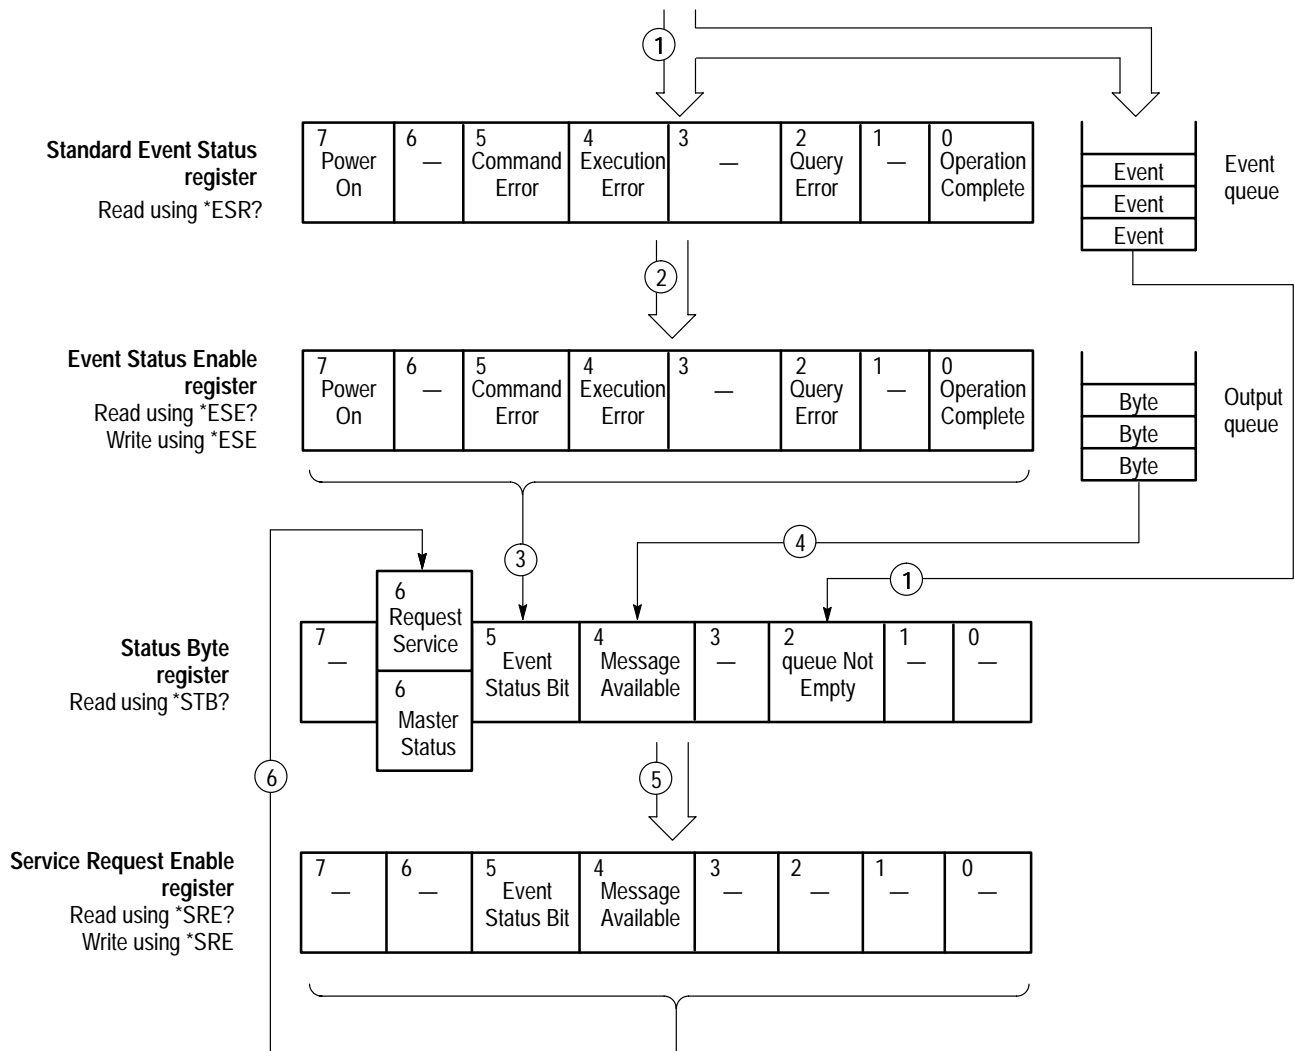 1
Standard Event Status
register
Read using *ESR?
7
Power
On
6
—
5
Command
Error
4
Execution
Error
3
—
2
Query
Error
1
—
0
Operation
Complete
Event
Event
Event
Event
queue
2
Event Status Enable
register
Read using *ESE?
Write using *ESE
7
Power
On
6
—
5
Command
Error
4
Execution
Error
3
—
2
Query
Error
1
—
0
Operation
Complete
Byte
Byte
Byte
Output
queue
3
4
1
Status Byte
register
Read using *STB?
7
—
6
Request
Service
6
Master
Status
5
Event
Status Bit
4
Message
Available
3
—
2
queue Not
Empty
1
—
0
—
6
5
Service Request Enable
register
Read using *SRE?
Write using *SRE
7
—
6
—
5
Event
Status Bit
4
Message
Available
3
—
2
—
1
—
0
—